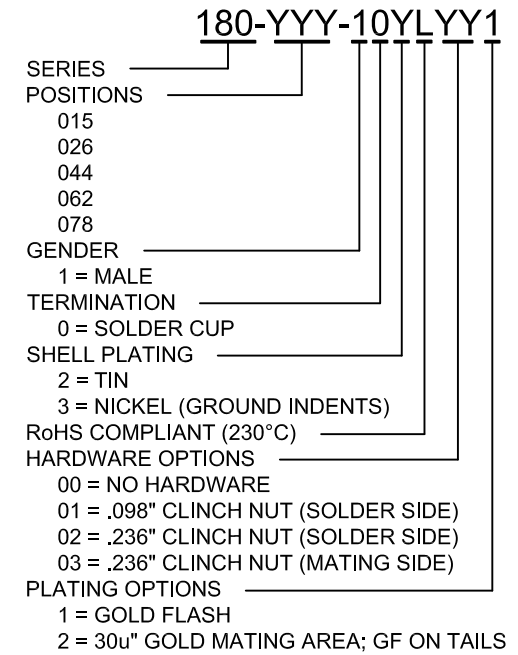 180-YYY-10YLYY1
SERIES
POSITIONS
015
026
044
062
078
GENDER
1 = MALE
TERMINATION
0 = SOLDER CUP
SHELL PLATING
2 = TIN
3 = NICKEL (GROUND INDENTS)
RoHS COMPLIANT (230°C)
HARDWARE OPTIONS
00 = NO HARDWARE
01 = .098" CLINCH NUT (SOLDER SIDE)
02 = .236" CLINCH NUT (SOLDER SIDE)
03 = .236" CLINCH NUT (MATING SIDE)
PLATING OPTIONS
1 = GOLD FLASH
2 = 30u" GOLD MATING AREA; GF ON TAILS